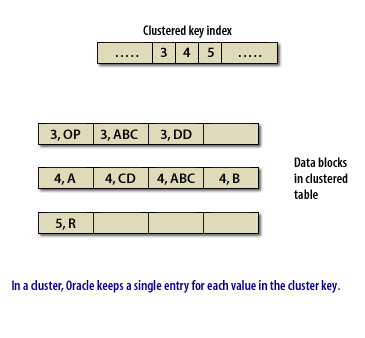 Clustered key index
..... 3 4 5 .....
3, OP 3, ABC 3, DD
4, A 4, CD 4, ABC 4, B
5, R
Data blocks
in clustered
table
In a cluster, Oracle keeps a single entry for each value in the cluster key.